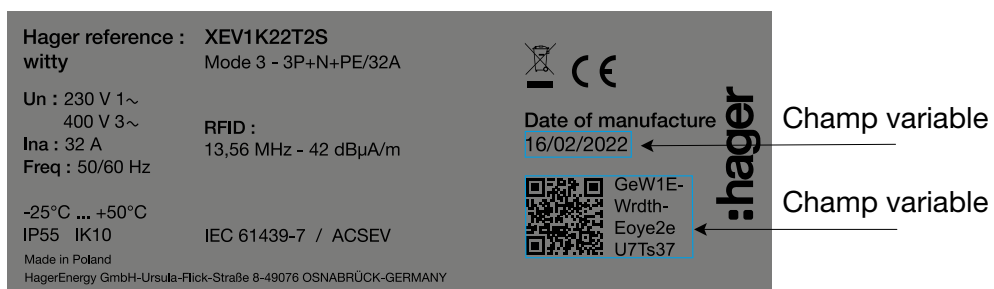 Hager reference : XEV1K22T2S
witty Mode 3 - 3P+N+PE/32A
Un : 230 V 1~
400 V 3~
Ina : 32 A
Freq : 50/60 Hz
RFID :
13,56 MHz - 42 dBµA/m
-25°C ... +50°C
IP55 IK10 IEC 61439-7 / ACSEV
Made in Poland
HagerEnergy GmbH-Ursula-Flick-Straße 8-49076 OSNABRÜCK-GERMANY
CE
Date of manufacture
16/02/2022
GeW1E-
Wrdth-
Eoye2e
U7Ts37
:hager
Champ variable
Champ variable